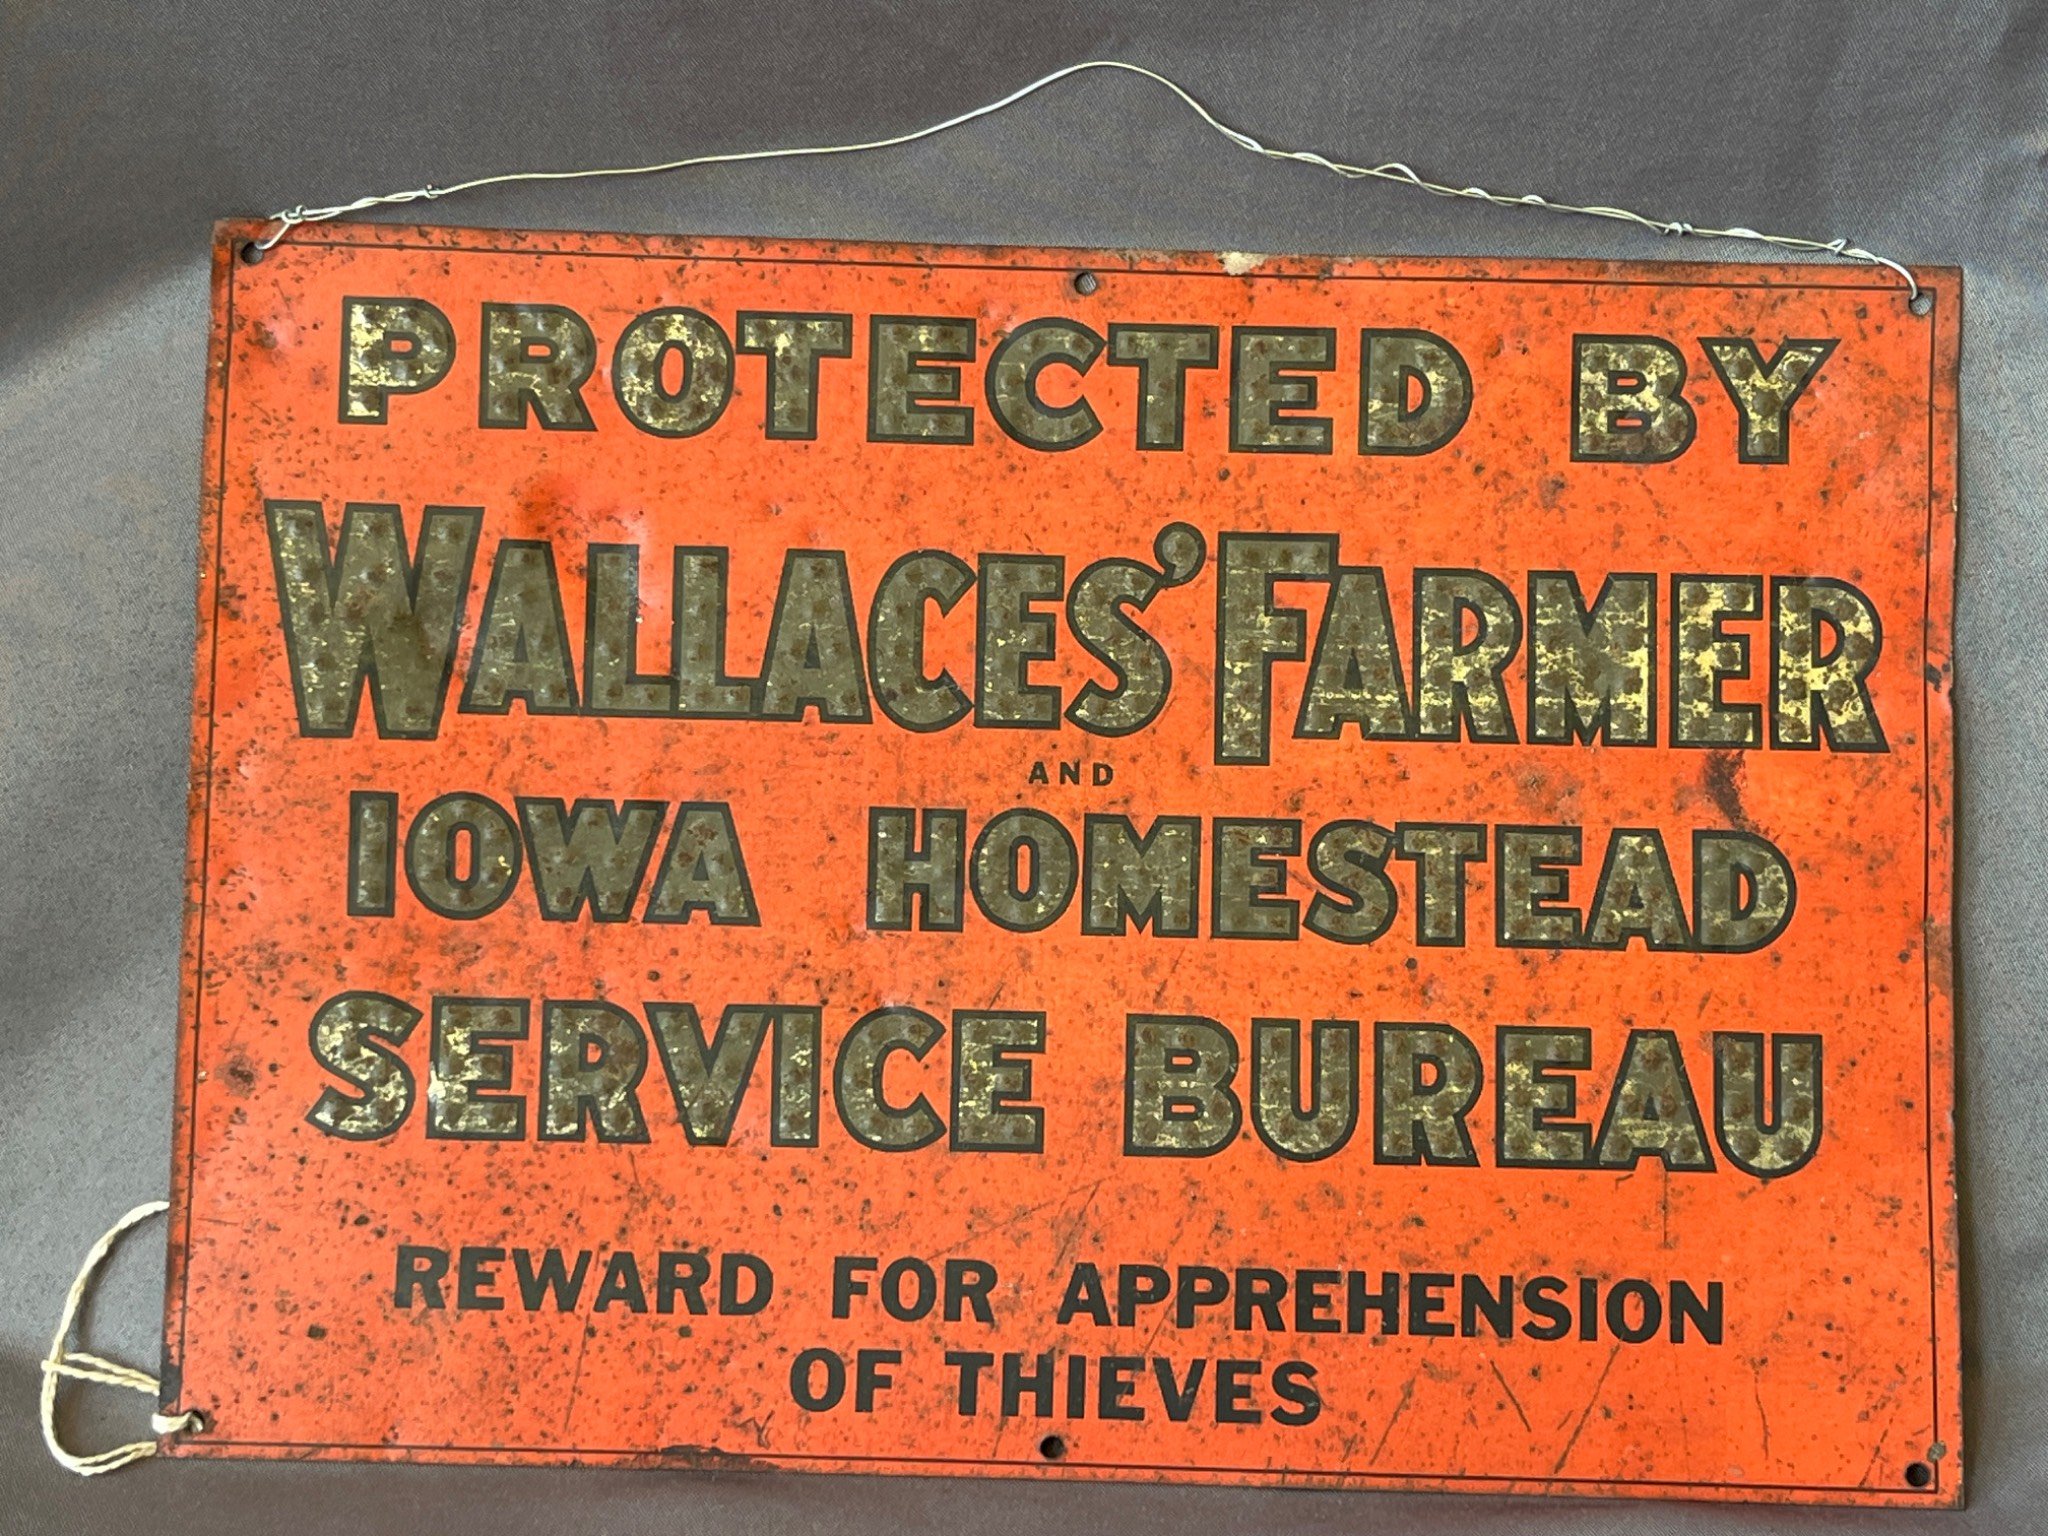 PROTECTED BY
WALLACES' FARMER
AND
IOWA HOMESTEAD
SERVICE BUREAU
REWARD FOR APPREHENSION
OF THIEVES